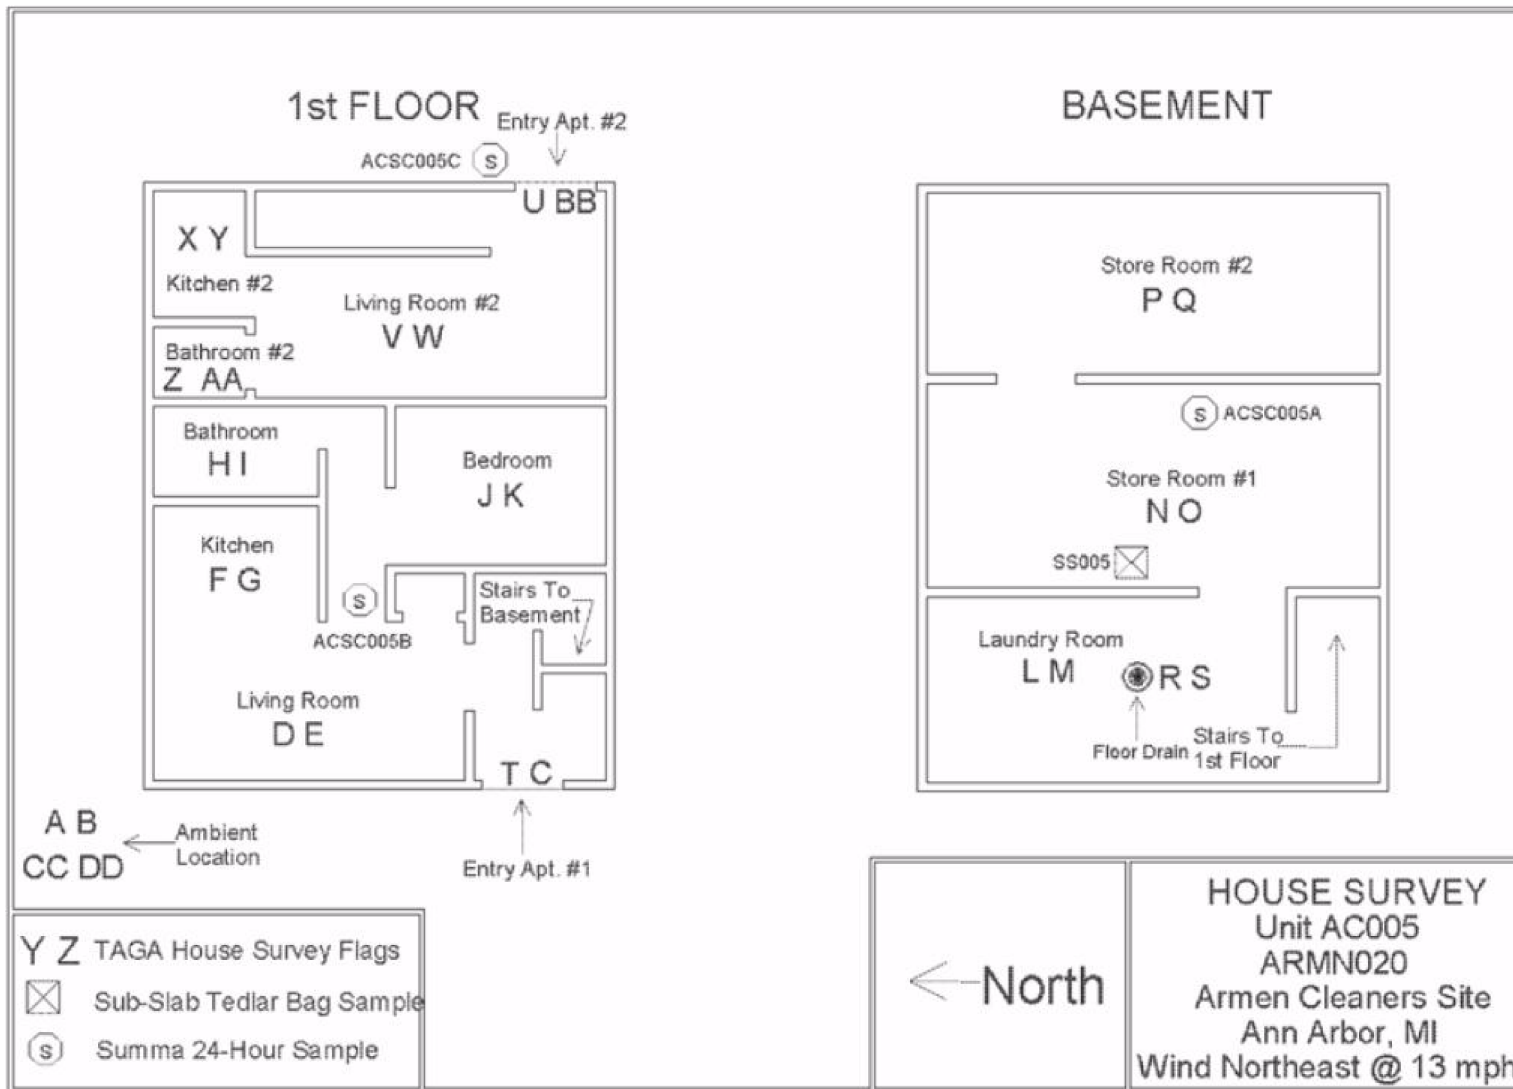 1st FLOOR
Entry Apt. #2
ACSC005C S
U BB
X Y
Kitchen #2
Living Room #2
V W
Bathroom #2
Z AA
Bathroom
H I
Bedroom
J K
Kitchen
F G
Stairs To
Basement
S
ACSC005B
Living Room
D E
T C
A B
CC DD
Ambient
Location
Entry Apt. #1
BASEMENT
Store Room #2
P Q
S ACSC005A
Store Room #1
N O
SS005
Laundry Room
L M
R S
Floor Drain
Stairs To
1st Floor
Y Z TAGA House Survey Flags
Sub-Slab Tedlar Bag Sample
S Summa 24-Hour Sample
North
HOUSE SURVEY
Unit AC005
ARMN020
Armen Cleaners Site
Ann Arbor, MI
Wind Northeast @ 13 mph